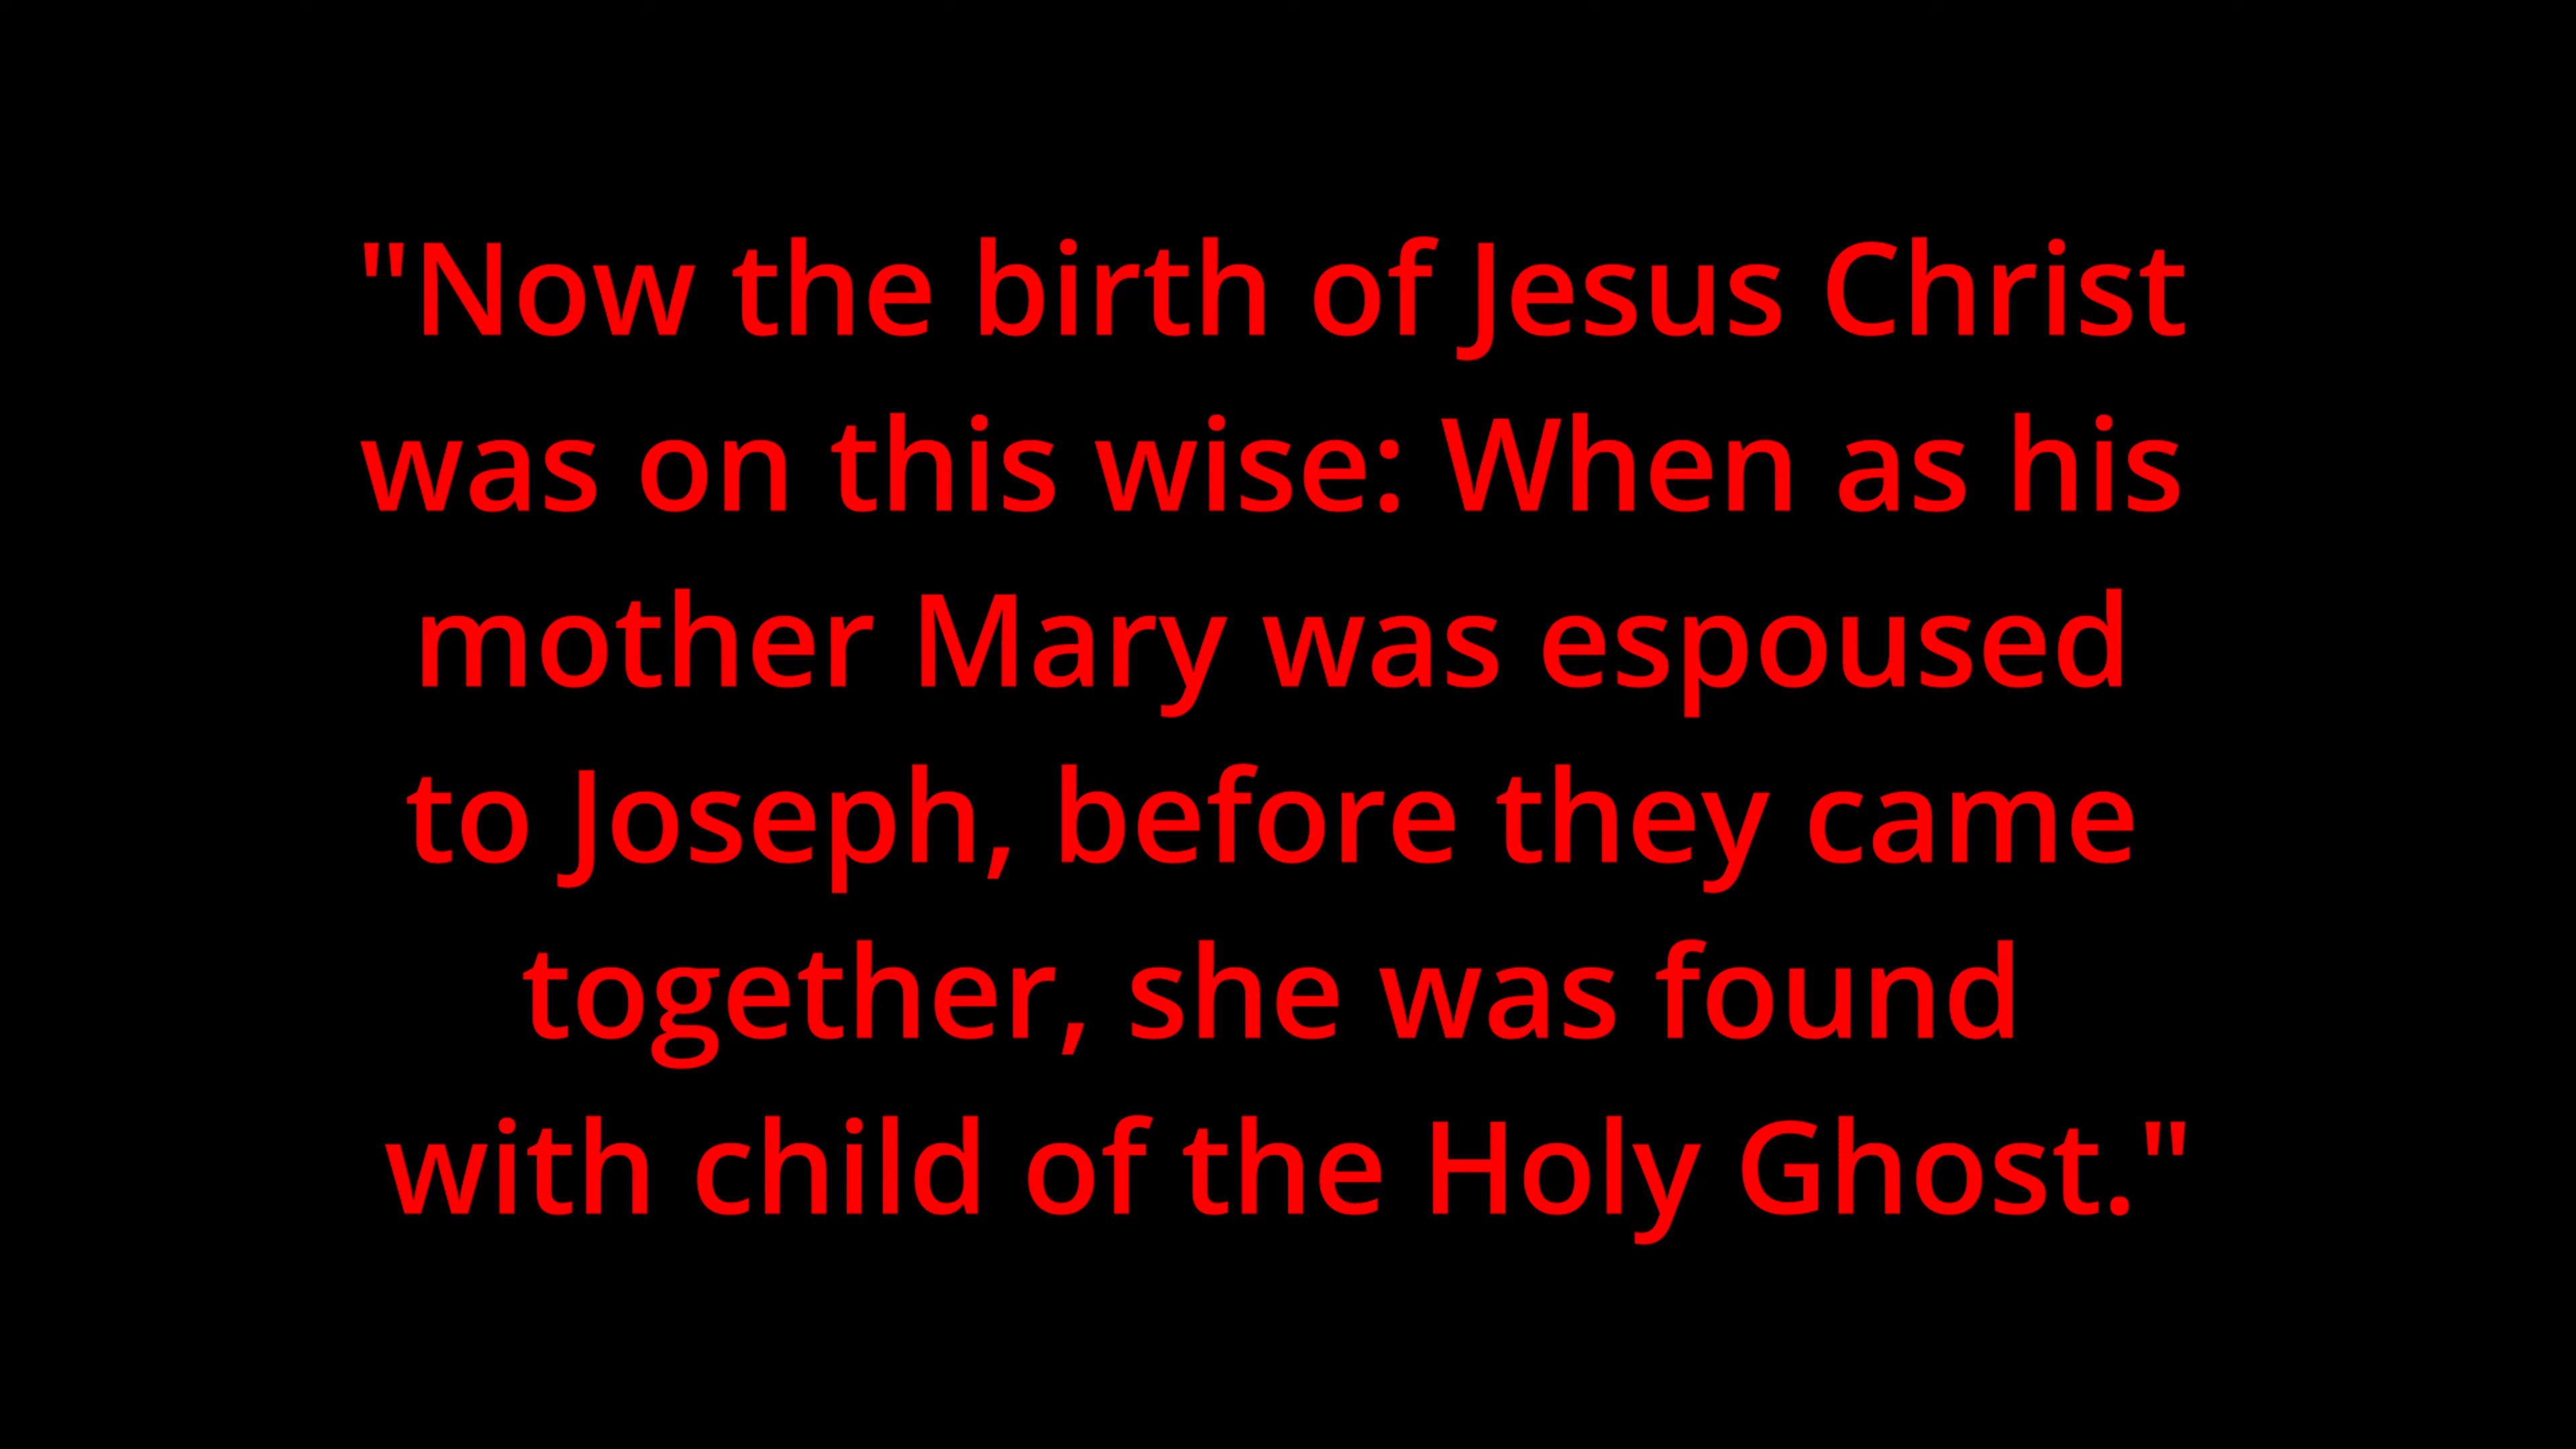 "Now the birth of Jesus Christ
was on this wise: When as his
mother Mary was espoused
to Joseph, before they came
together, she was found
with child of the Holy Ghost."